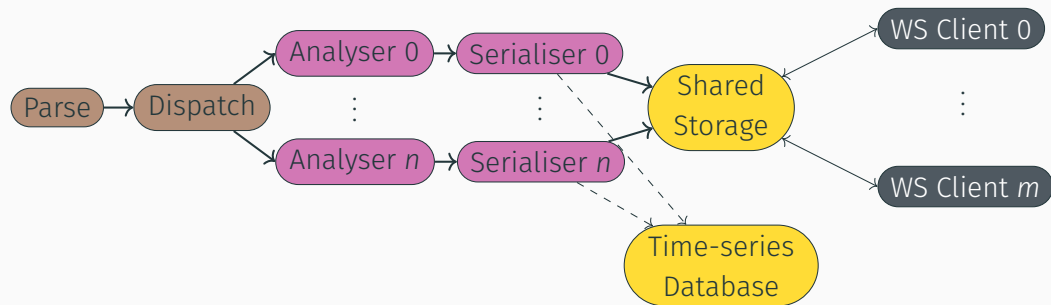 Parse
Dispatch
Analyser 0
⋮
Analyser n
Serialiser 0
⋮
Serialiser n
Shared
Storage
Time-series
Database
WS Client 0
⋮
WS Client m